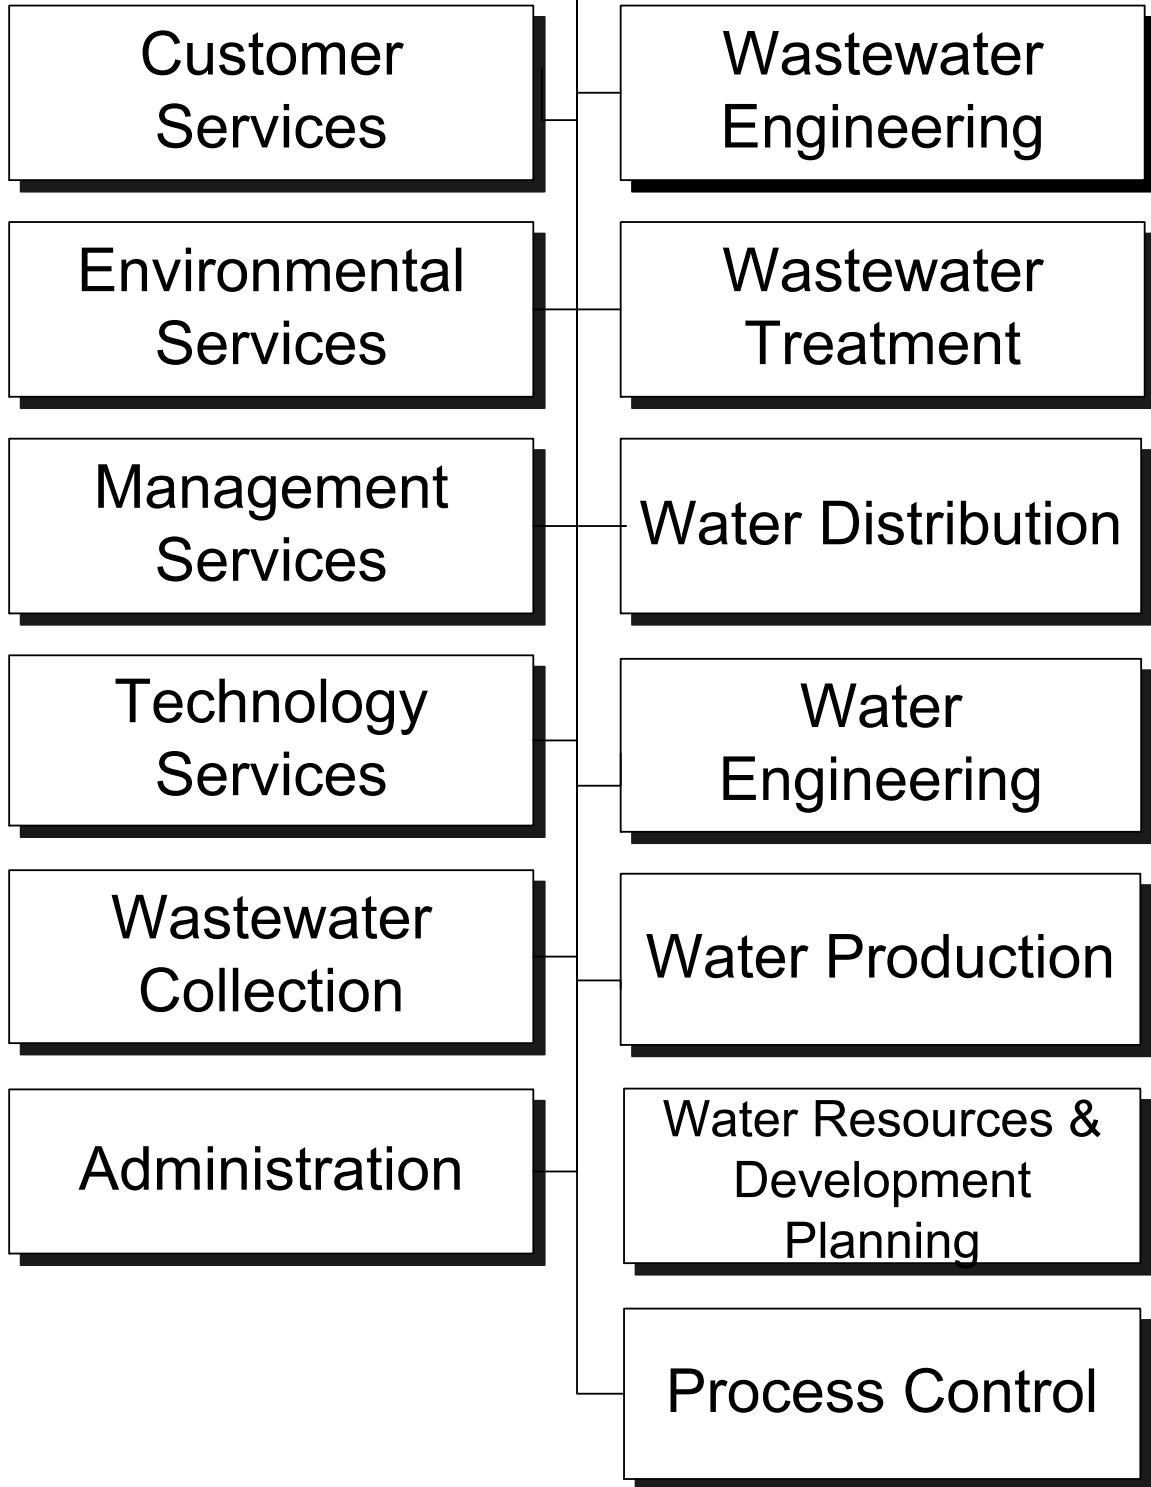 Customer
Services
Wastewater
Engineering
Environmental
Services
Wastewater
Treatment
Management
Services
Water Distribution
Technology
Services
Water
Engineering
Wastewater
Collection
Water Production
Administration
Water Resources &
Development
Planning
Process Control